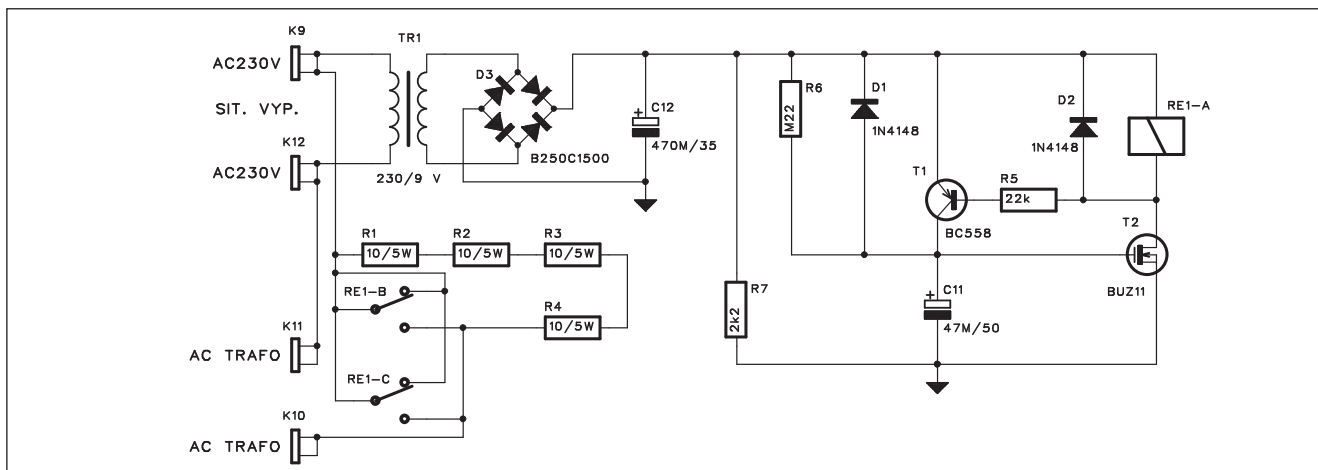 K9
TR1
AC230V
D3
R6
D1
C12
+
M22
D2
RE1-A
SIT. VYP.
1N4148
470M/35
1N4148
K12
B250C1500
T1
R5
AC230V
230/9 V
22k
T2
BC558
R1
R2
R3
10/5W
10/5W
10/5W
R7
C11
+
BUZ11
RE1-B
R4
2k2
47M/50
K11
10/5W
AC TRAFO
RE1-C
K10
AC TRAFO